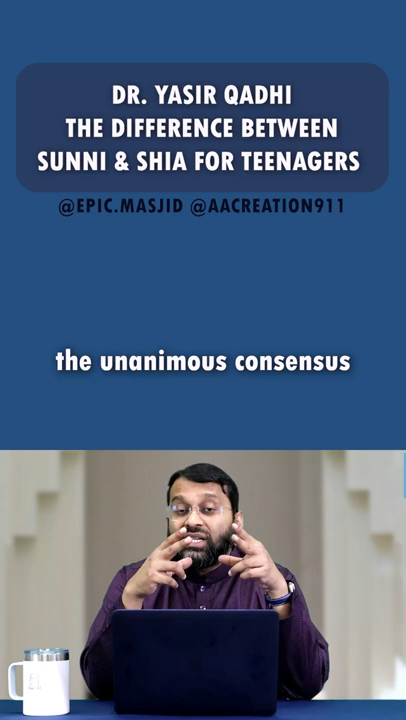 DR. YASIR QADHI
THE DIFFERENCE BETWEEN
SUNNI & SHIA FOR TEENAGERS
@EPIC.MASJID @AACREATION911
the unanimous consensus